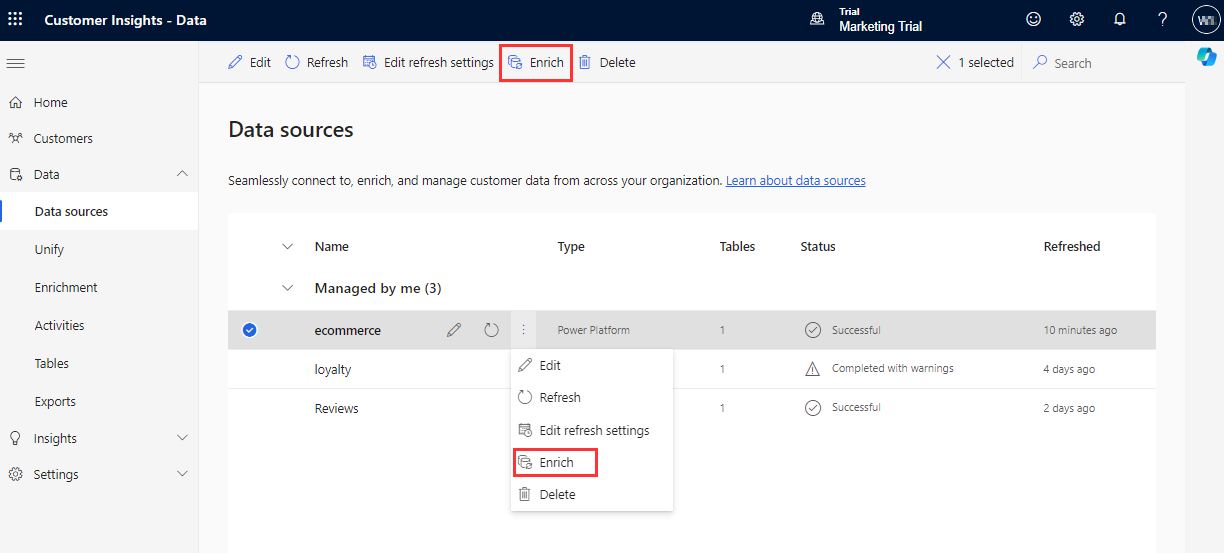 Customer Insights - Data
Trial
Marketing Trial
Edit
Refresh
Edit refresh settings
Enrich
Delete
1 selected
Search
Home
Customers
Data
Data sources
Unify
Enrichment
Activities
Tables
Exports
Insights
Settings
Data sources
Seamlessly connect to, enrich, and manage customer data from across your organization. Learn about data sources
Name Type Tables Status Refreshed
Managed by me (3)
ecommerce Power Platform 1 Successful 10 minutes ago
loyalty 1 Completed with warnings 4 days ago
Reviews 1 Successful 2 days ago
Edit
Refresh
Edit refresh settings
Enrich
Delete